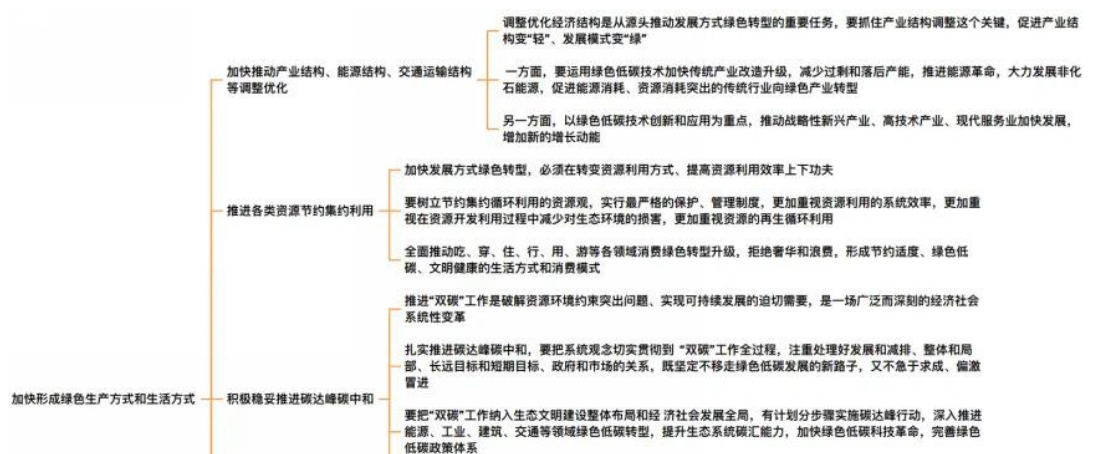 调整优化经济结构是从源头推动发展方式绿色转型的重要任务，要抓住产业结构调整这个关键，促进产业结
构变“轻”、发展模式变“绿”
加快推动产业结构、能源结构、交通运输结构
等调整优化
一方面，要运用绿色低碳技术加快传统产业改造升级，减少过剩和落后产能，推进能源革命，大力发展非化
石能源，促进能源消耗、资源消耗突出的传统行业向绿色产业转型
另一方面，以绿色低碳技术创新和应用为重点，推动战略性新兴产业、高技术产业、现代服务业加快发展，
增加新的增长动能
加快发展方式绿色转型，必须在转变资源利用方式、提高资源利用效率上下功夫
推进各类资源节约集约利用
要树立节约集约循环利用的资源观，实行最严格的保护、管理制度，更加重视资源利用的系统效率，更加重
视在资源开发利用过程中减少对生态环境的损害，更加重视资源的再生循环利用
全面推动吃、穿、住、行、用、游等各领域消费绿色转型升级，拒绝奢华和浪费，形成节约适度、绿色低
碳、文明健康的生活方式和消费模式
推进“双碳”工作是破解资源环境约束突出问题、实现可持续发展的迫切需要，是一场广泛而深刻的经济社会
系统性变革
扎实推进碳达峰碳中和，要把系统观念切实贯彻到 “双碳”工作全过程，注重处理好发展和减排、整体和局
部、长远目标和短期目标、政府和市场的关系，既坚定不移走绿色低碳发展的新路子，又不急于求成、偏激
冒进
加快形成绿色生产方式和生活方式
积极稳妥推进碳达峰碳中和
要把“双碳”工作纳入生态文明建设整体布局和经 济社会发展全局，有计划分步骤实施碳达峰行动，深入推进
能源、工业、建筑、交通等领域绿色低碳转型，提升生态系统碳汇能力，加快绿色低碳科技革命，完善绿色
低碳政策体系